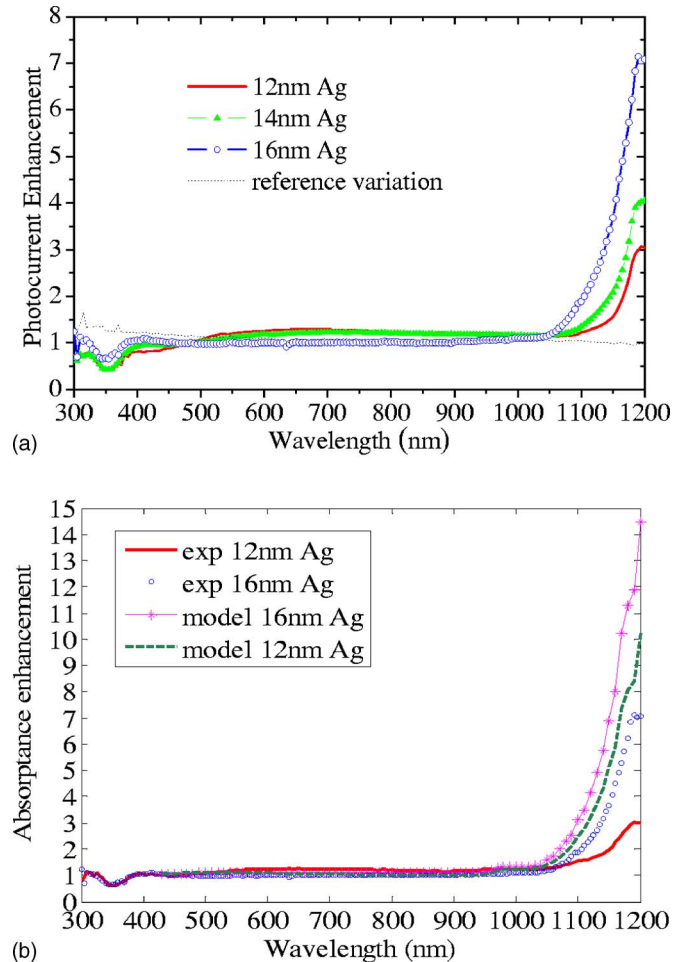 7
6
5
4
3
2
1
0
Photocurrent Enhancement
12nm Ag
14nm Ag
16nm Ag
reference variation
300 400 500 600 700 800 900 1000 1100 1200
(a)
Wavelength (nm)
15
14
13
12
11
10
9
8
7
6
5
4
3
2
1
0
Absorptance enhancement
exp 12nm Ag
exp 16nm Ag
model 16nm Ag
model 12nm Ag
300 400 500 600 700 800 900 1000 1100 1200
(b)
Wavelength (nm)